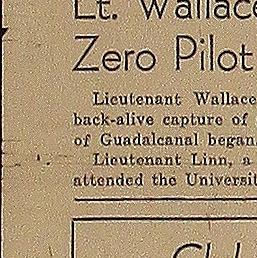 Lt. Wallace
Zero Pilot
Lieutenant Wallace
back-alive capture of
of Guadalcanal began.
Lieutenant Linn, a
attended the Universit